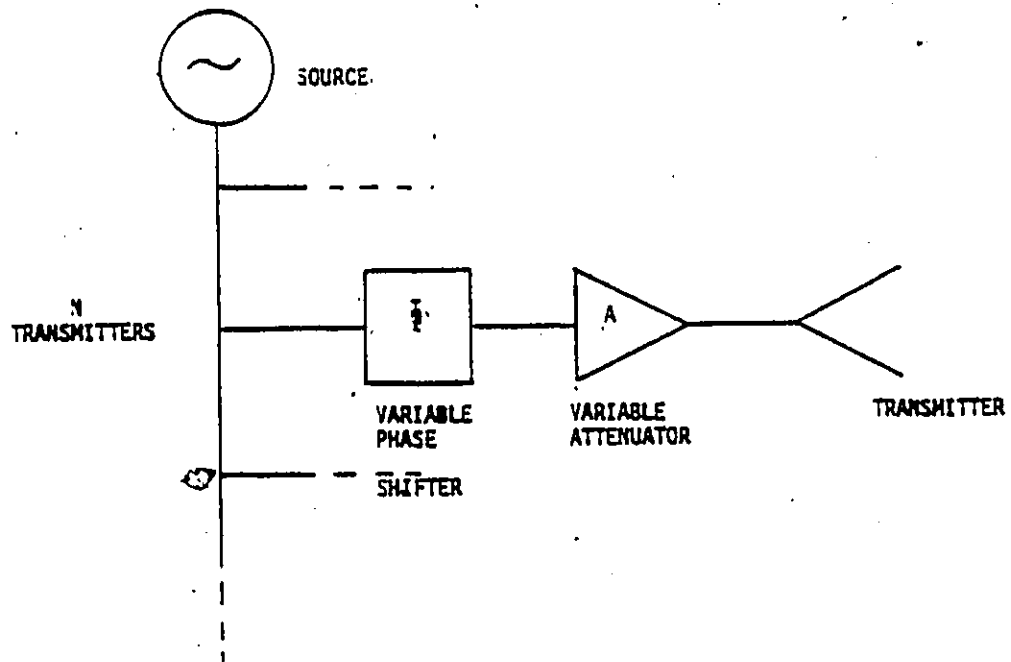 SOURCE
N
TRANSMITTERS
A
VARIABLE
PHASE
SHIFTER
VARIABLE
ATTENUATOR
TRANSMITTER